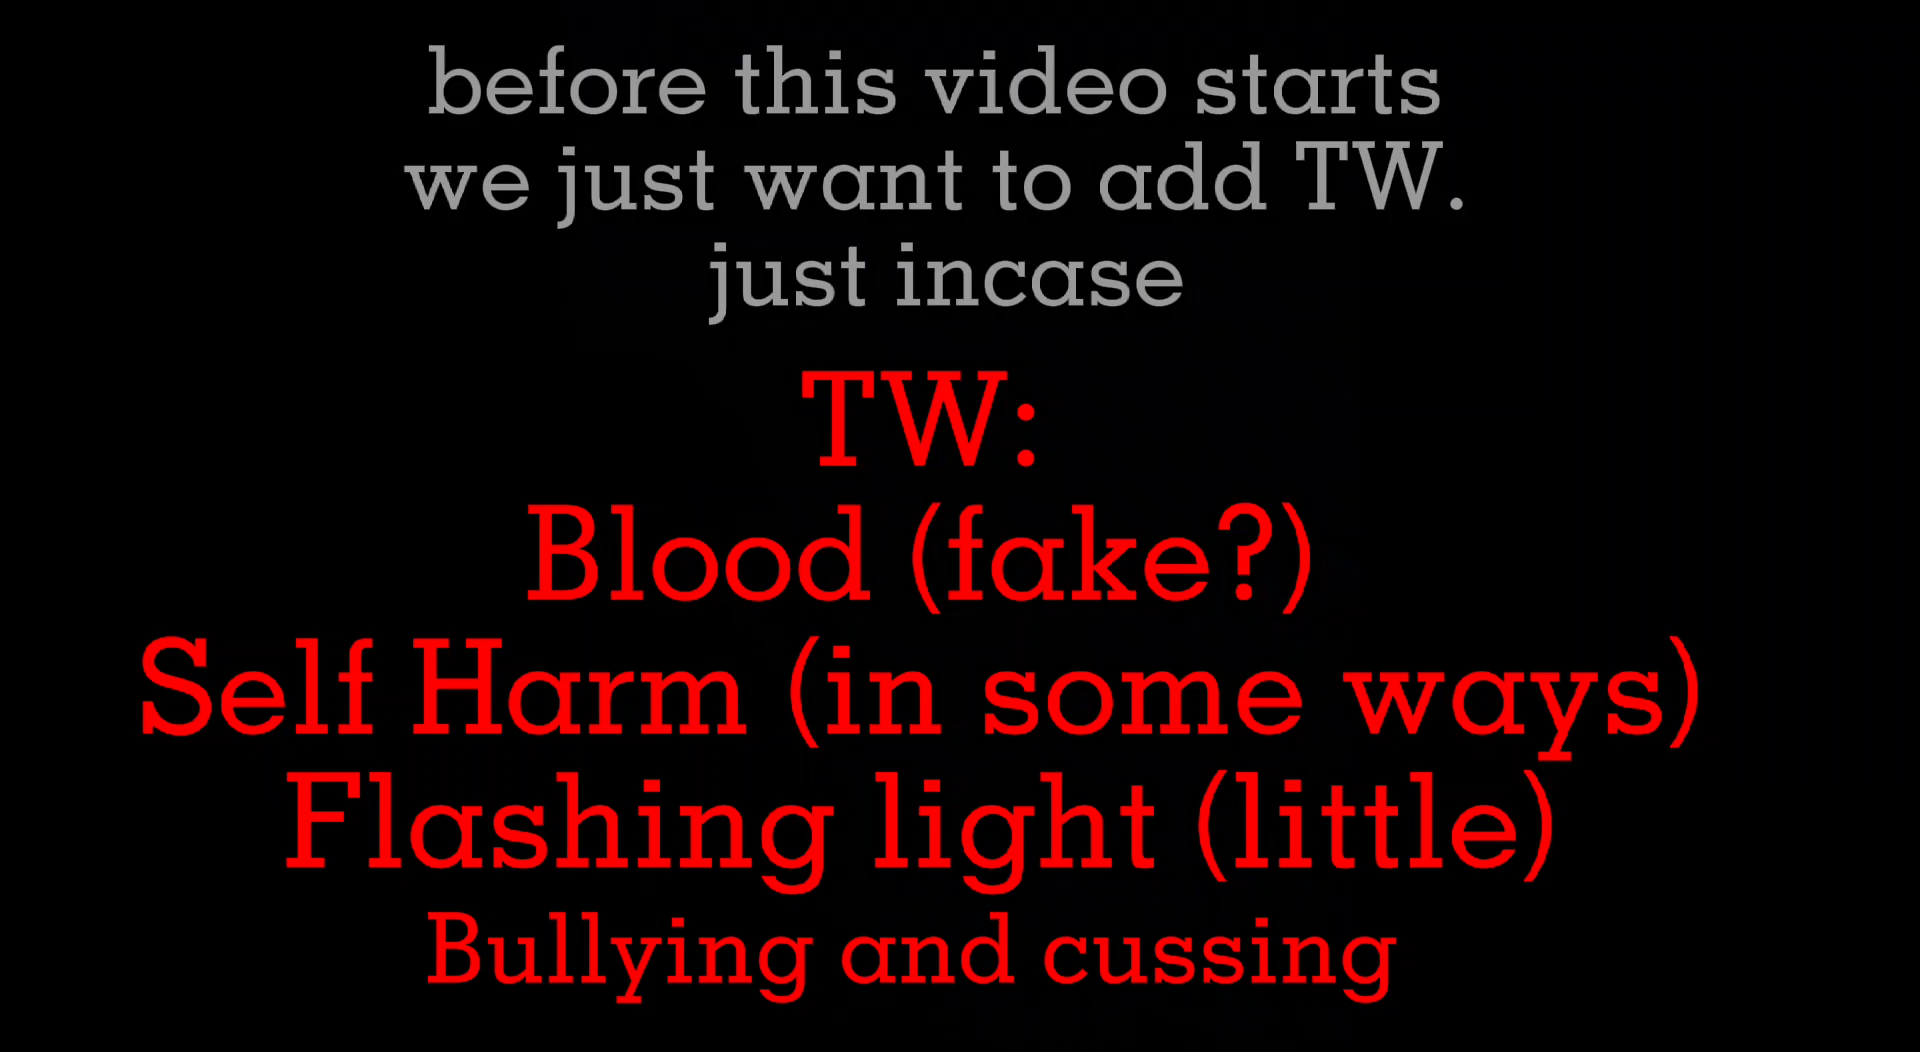 before this video starts
we just want to add TW.
just incase
TW:
Blood (fake?)
Self Harm (in some ways)
Flashing light (little)
Bullying and cussing